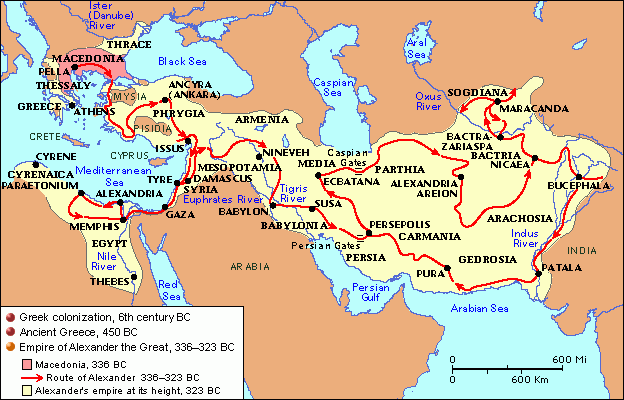 Ister
(Danube)
River
THRACE
MACEDONIA
PELLA
THESSALY
MYSIA
GREECE
ATHENS
Black Sea
ANCYRA
(ANKARA)
PHRYGIA
PISIDIA
ARMENIA
CRETE
CYPRUS
ISSUS
CYRENE
CYRENAICA
PARAETONIUM
Mediterranean
Sea
ALEXANDRIA
TYRE
DAMASCUS
SYRIA
MESOPOTAMIA
NINEVEH
Euphrates River
Tigris
River
GAZA
MEMPHIS
EGYPT
Nile
River
THEBES
BABYLON
BABYLONIA
ARABIA
Red
Sea
Caspian
Sea
Aral
Sea
Oxus
River
SOGDIANA
MARACANDA
BACTRA-
ZARIASPA
BACTRIA
NICAEA
BUCEPHALA
Caspian
Gates
MEDIA
ECBATANA
PARTHIA
ALEXANDRIA
AREION
SUSA
ARACHOSIA
PERSEPOLIS
CARMANIA
Persian Gates
PERSIA
GEDROSIA
PURA
Indus
River
INDIA
PATALA
Persian
Gulf
Arabian Sea
Greek colonization, 6th century BC
Ancient Greece, 450 BC
Empire of Alexander the Great, 336–323 BC
Macedonia, 336 BC
Route of Alexander 336–323 BC
Alexander's empire at its height, 323 BC
0 600 Mi
0 600 Km